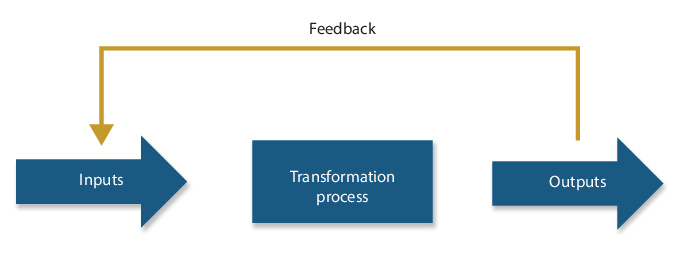 Feedback
Inputs
Transformation
process
Outputs